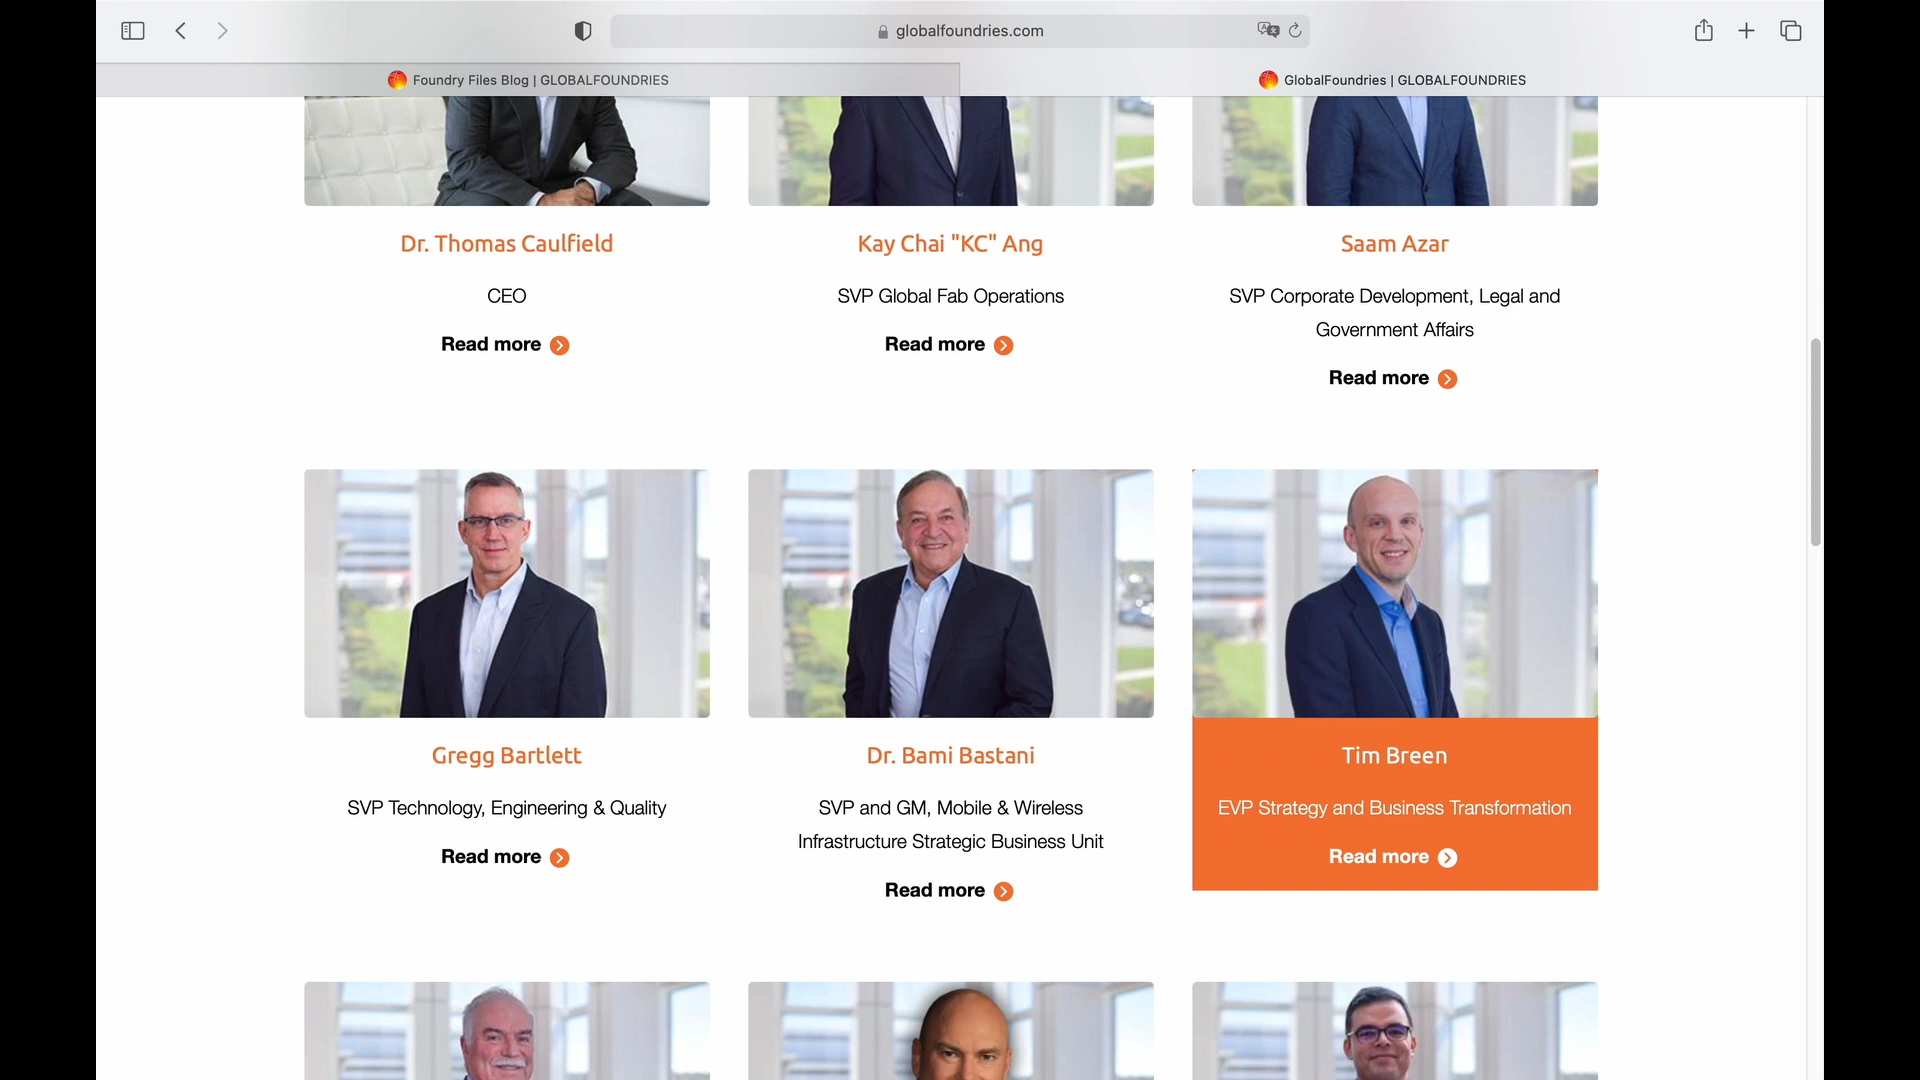 globalfoundries.com
Foundry Files Blog | GLOBALFOUNDRIES
GlobalFoundries | GLOBALFOUNDRIES
Dr. Thomas Caulfield
CEO
Read more
Kay Chai "KC" Ang
SVP Global Fab Operations
Read more
Saam Azar
SVP Corporate Development, Legal and
Government Affairs
Read more
Gregg Bartlett
SVP Technology, Engineering & Quality
Read more
Dr. Bami Bastani
SVP and GM, Mobile & Wireless
Infrastructure Strategic Business Unit
Read more
Tim Breen
EVP Strategy and Business Transformation
Read more